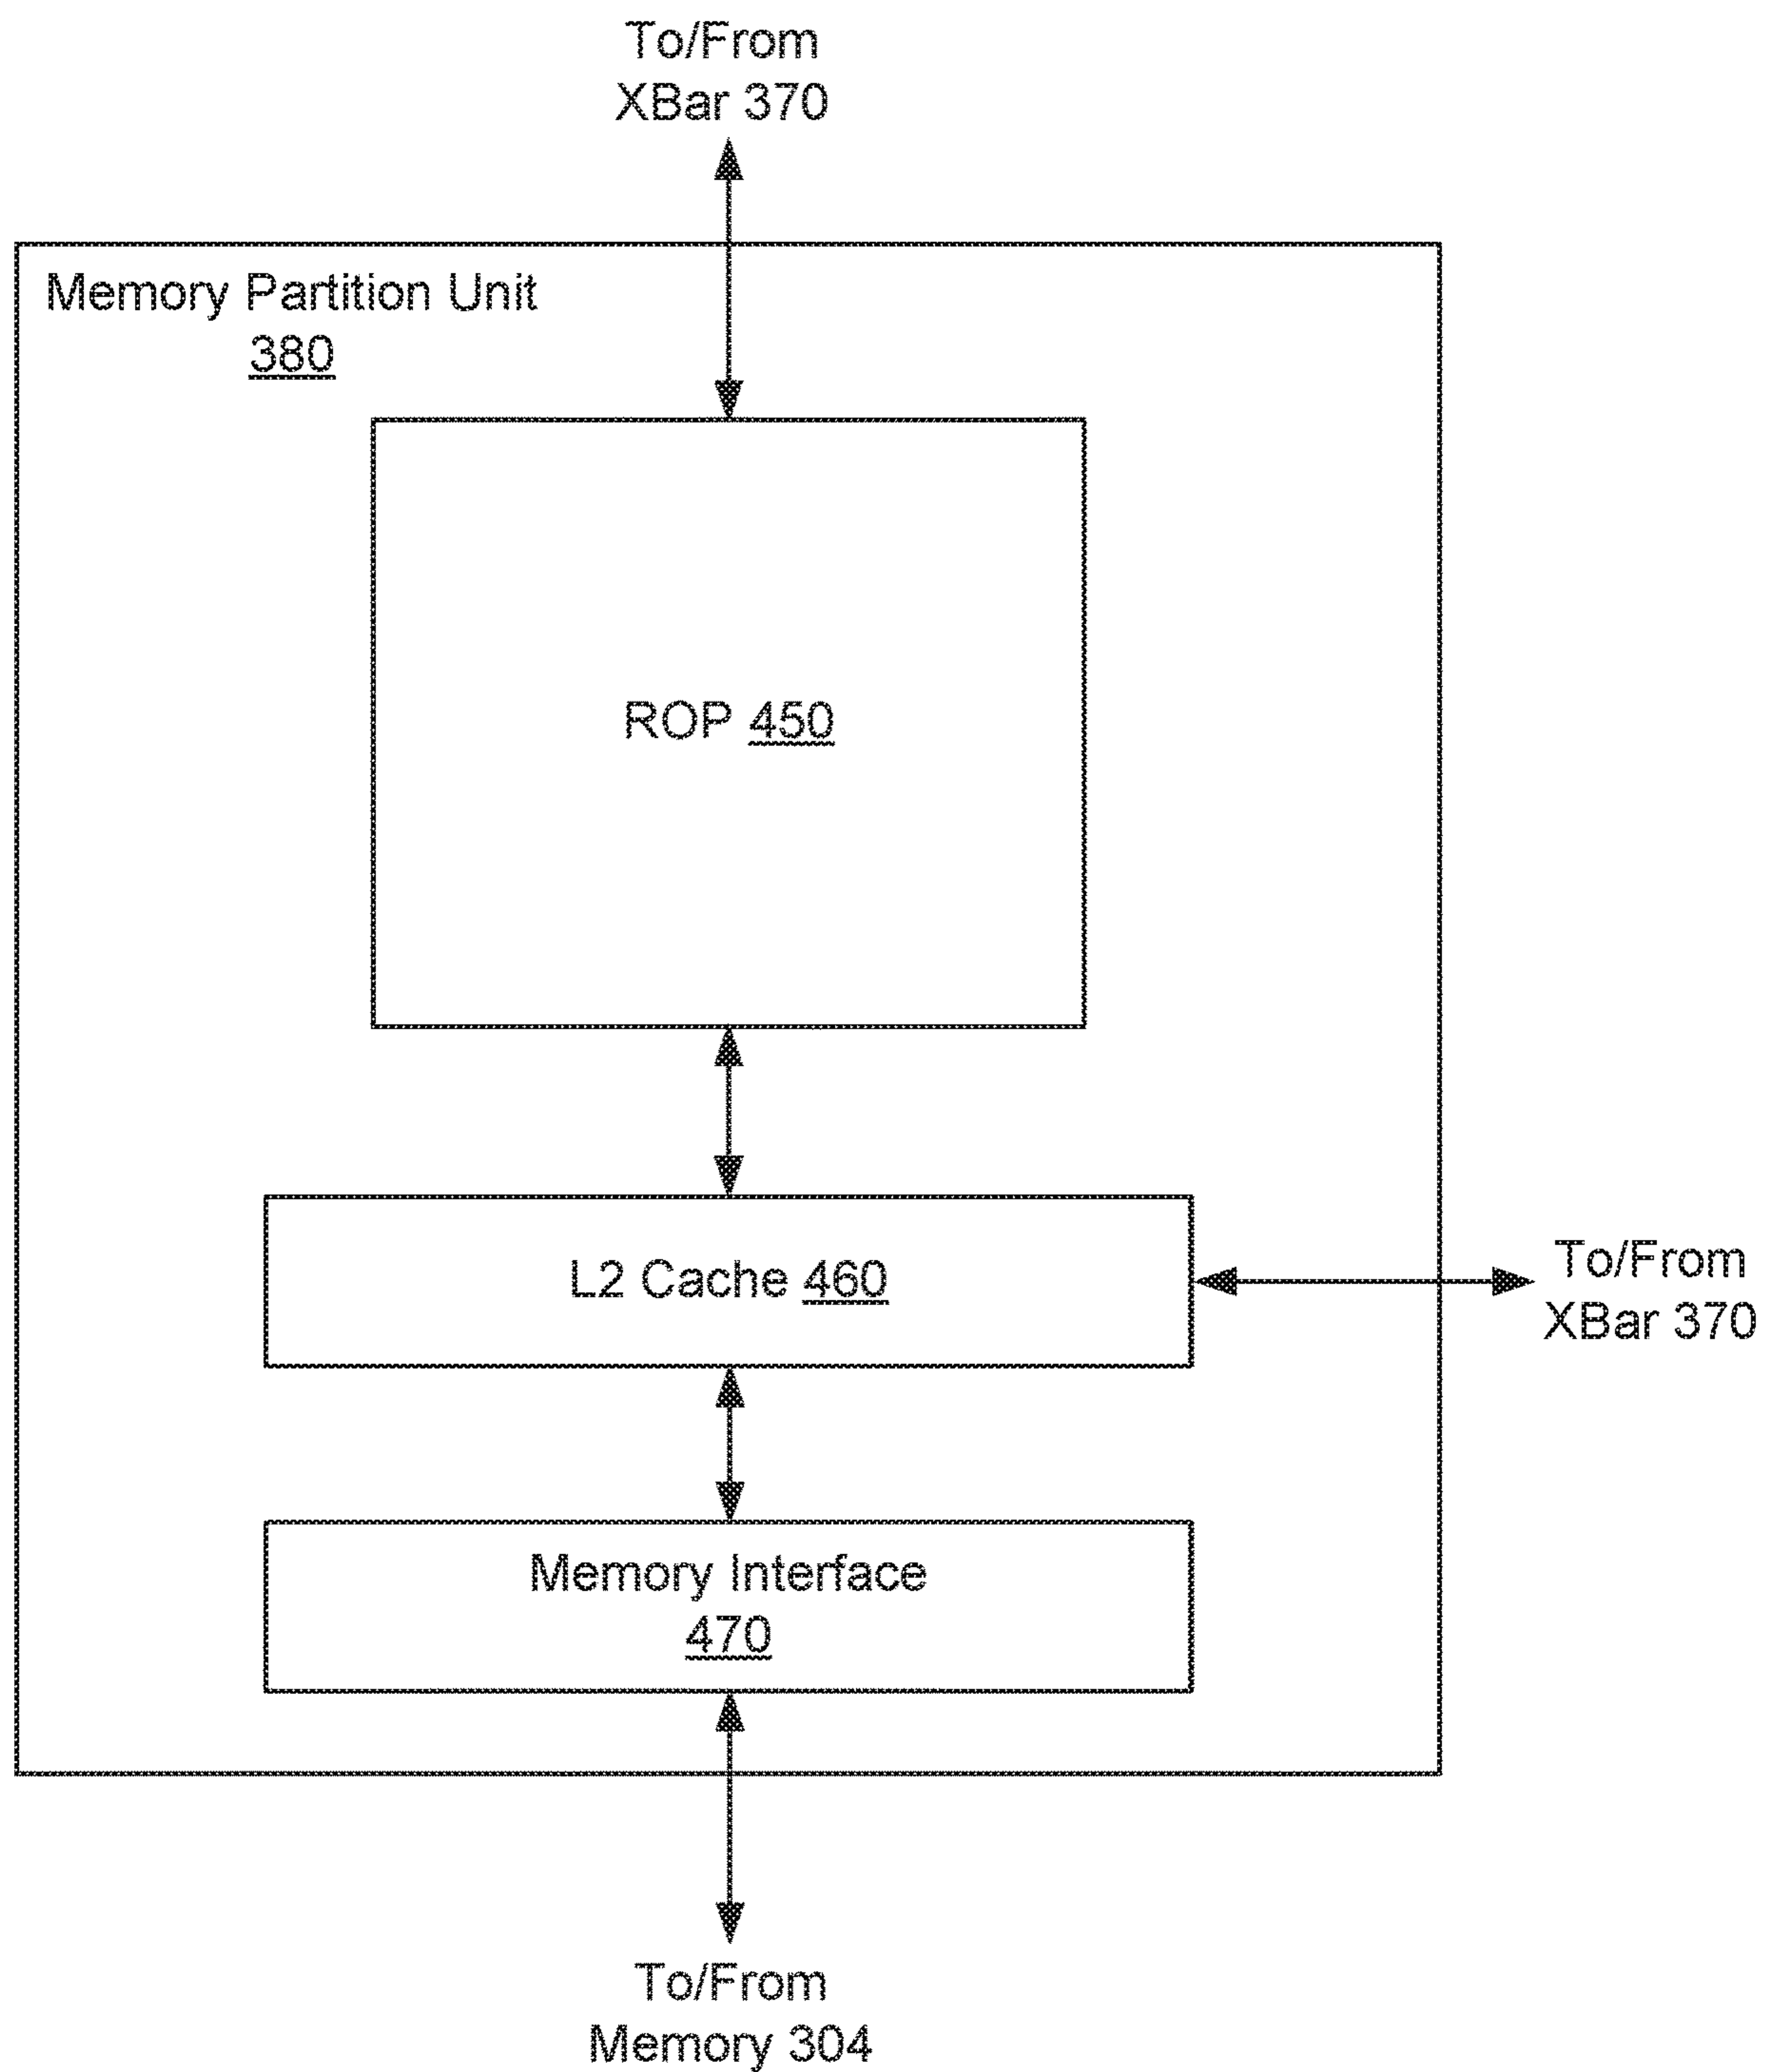 To/From
XBar 370
Memory Partition Unit
380
ROP 450
L2 Cache 460
To/From
XBar 370
Memory Interface
470
To/From
Memory 304